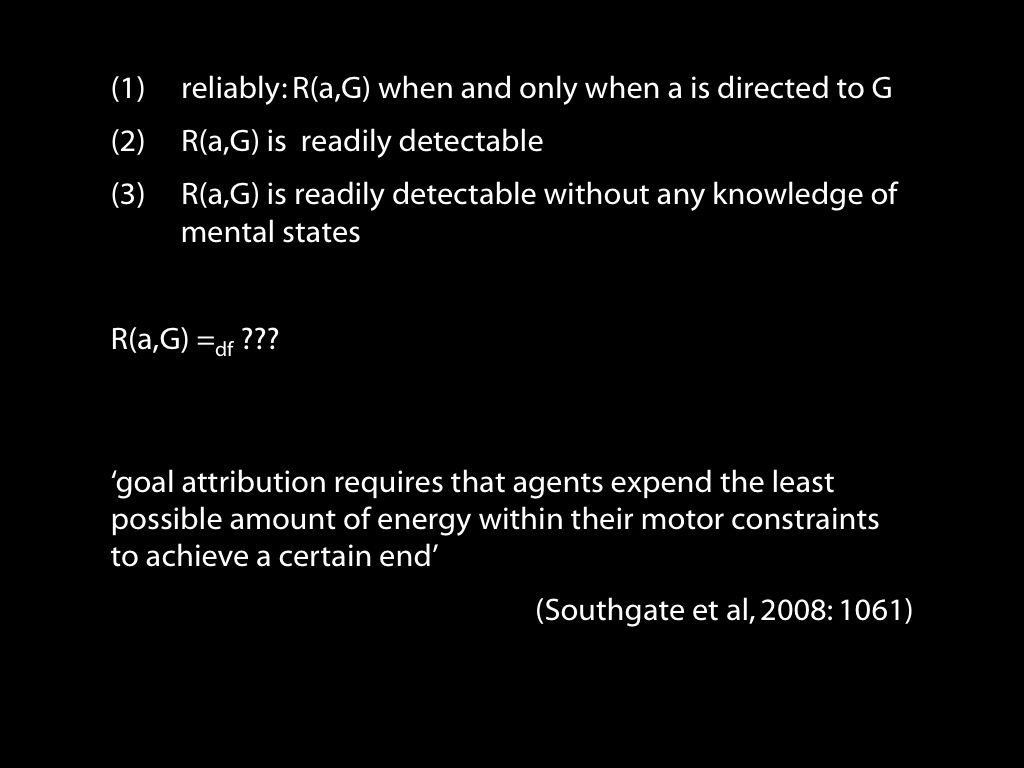 (1) reliably: R(a,G) when and only when a is directed to G
(2) R(a,G) is readily detectable
(3) R(a,G) is readily detectable without any knowledge of
mental states
R(a,G) =df ???
‘goal attribution requires that agents expend the least
possible amount of energy within their motor constraints
to achieve a certain end’
(Southgate et al, 2008: 1061)